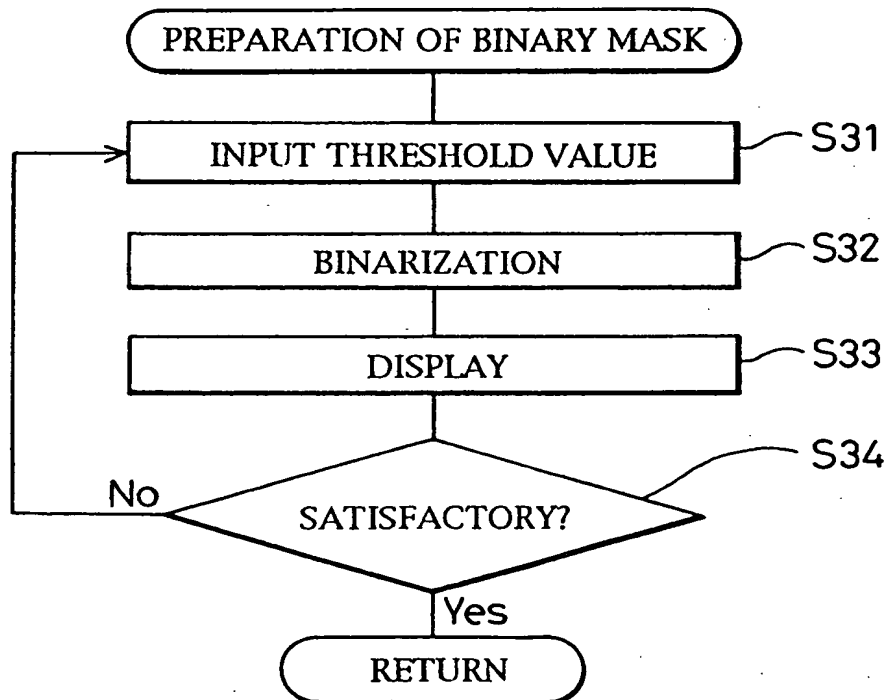 PREPARATION OF BINARY MASK
INPUT THRESHOLD VALUE
S31
BINARIZATION
S32
DISPLAY
S33
S34
SATISFACTORY?
No
Yes
RETURN